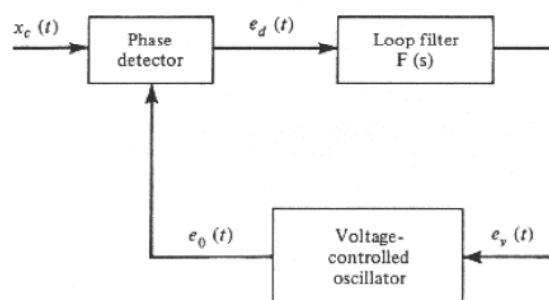 x_c (t)
Phase
detector
e_d (t)
Loop filter
F (s)
e_0 (t)
Voltage-
controlled
oscillator
e_v (t)